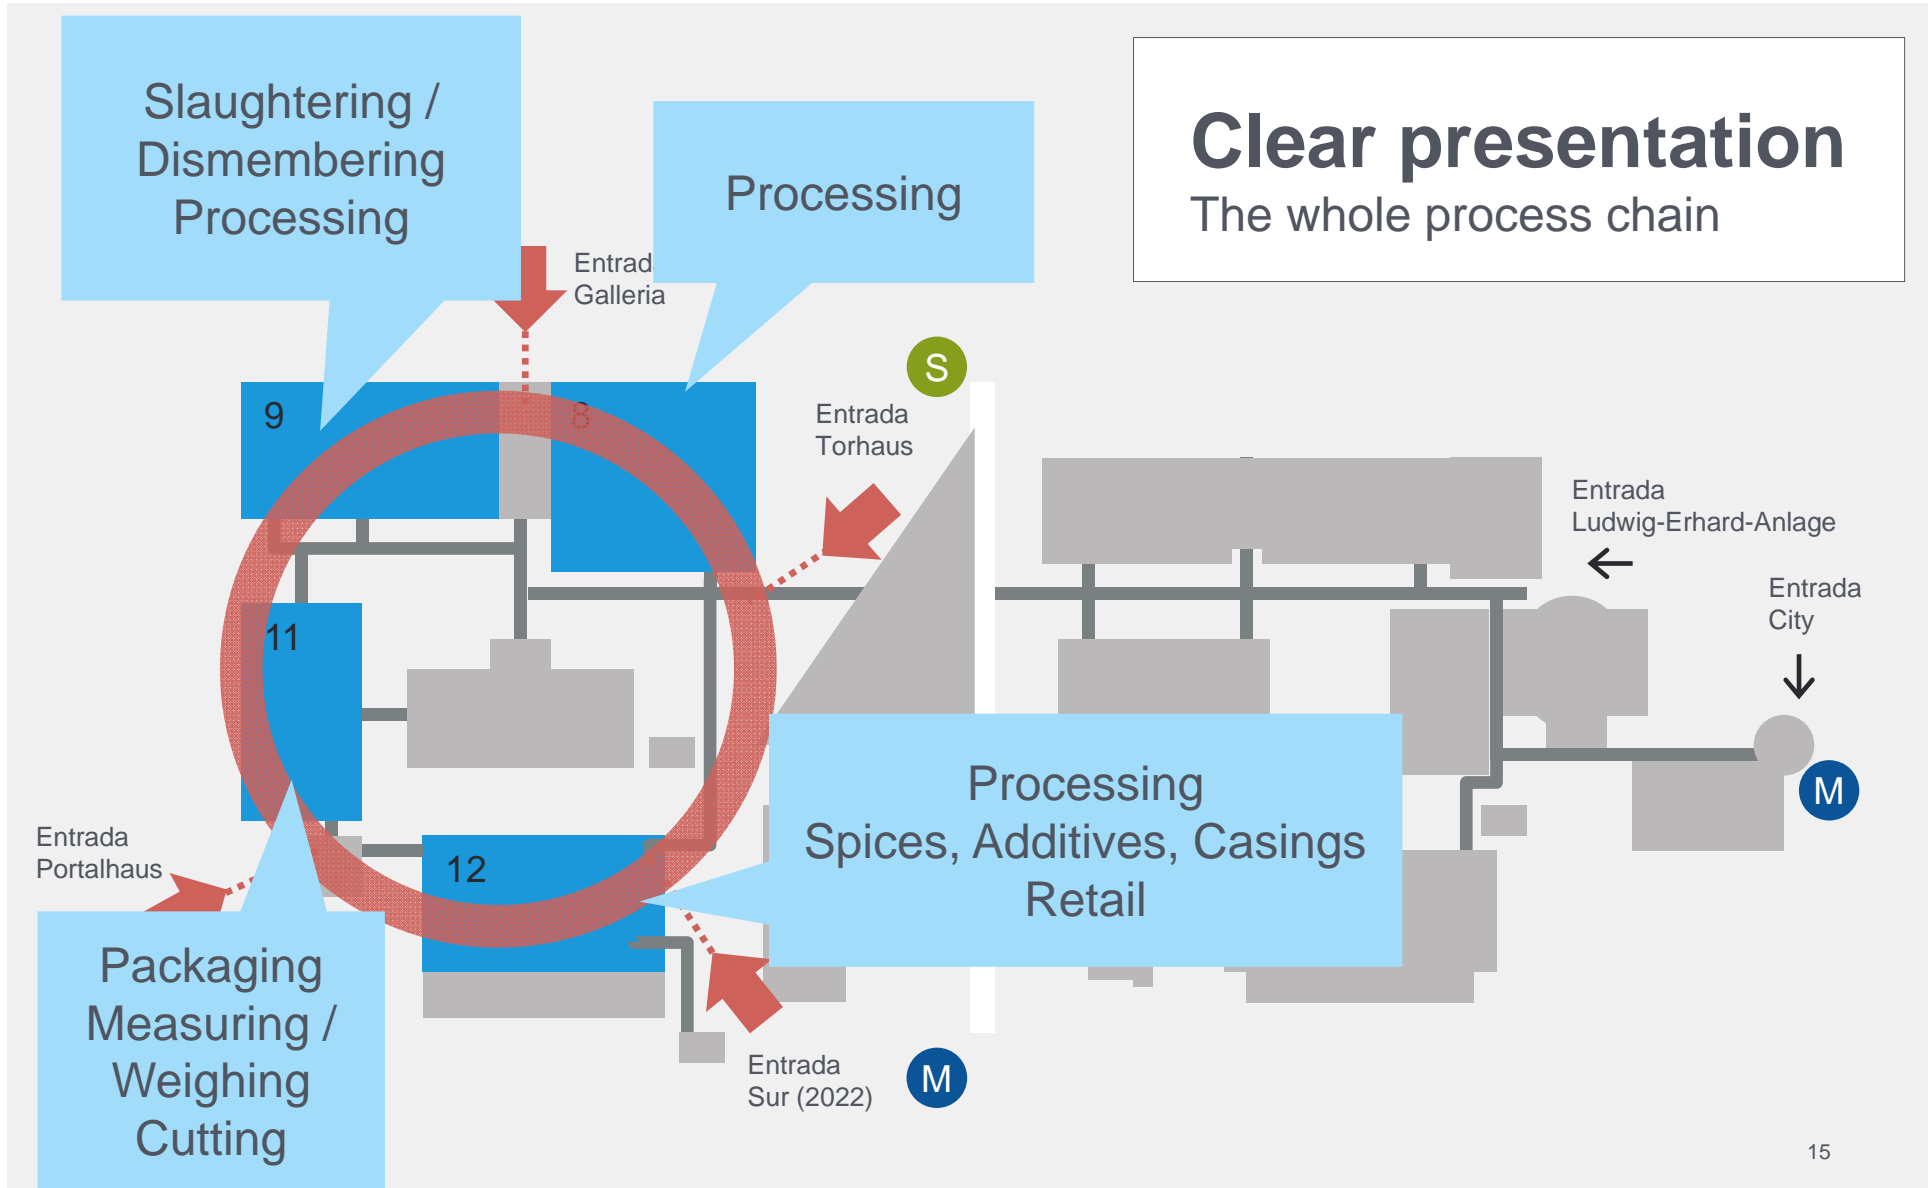 Slaughtering /
Dismembering
Processing
Processing
Clear presentation
The whole process chain
Galleria
S
9
8
Entrada
Torhaus
Entrada
Ludwig-Erhard-Anlage
Entrada
City
11
M
Entrada
Portalhaus
12
Processing
Spices, Additives, Casings
Retail
Packaging
Measuring /
Weighing
Cutting
Entrada
Sur (2022)
M
15